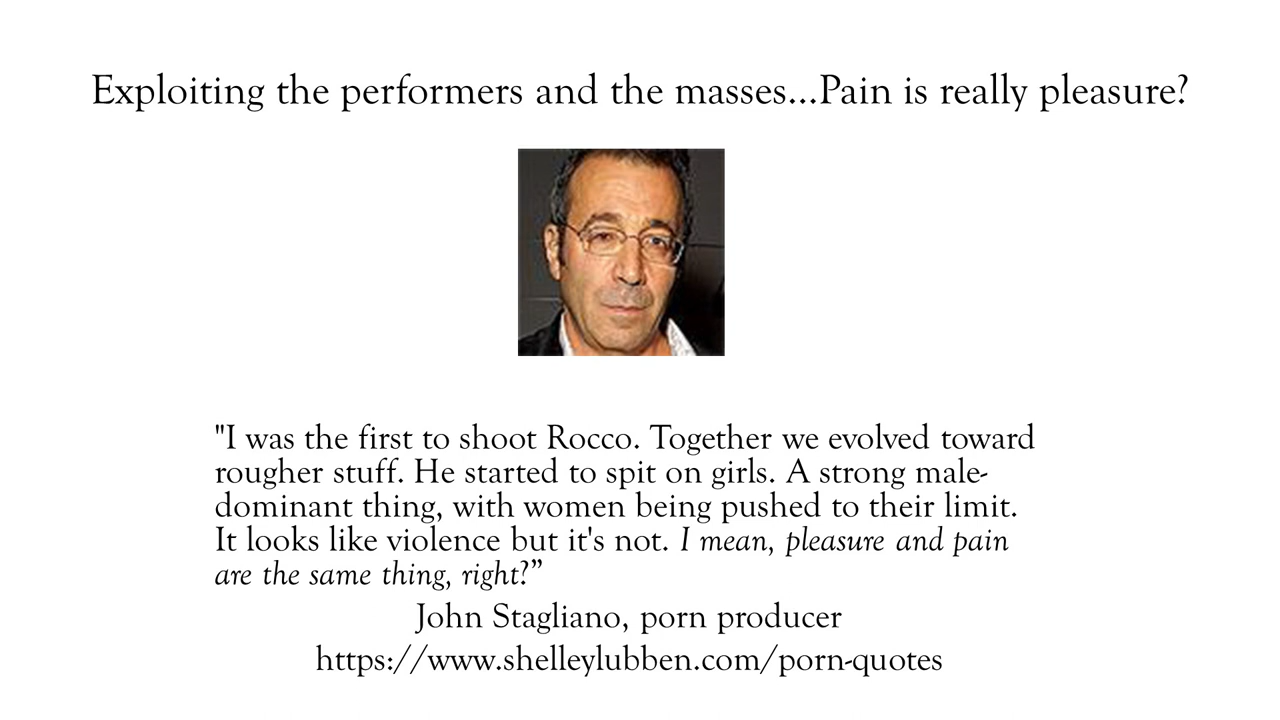 Exploiting the performers and the masses...Pain is really pleasure?
"I was the first to shoot Rocco. Together we evolved toward
rougher stuff. He started to spit on girls. A strong male-
dominant thing, with women being pushed to their limit.
It looks like violence but it's not. I mean, pleasure and pain
are the same thing, right?”
John Stagliano, porn producer
https://www.shelleylubben.com/porn-quotes